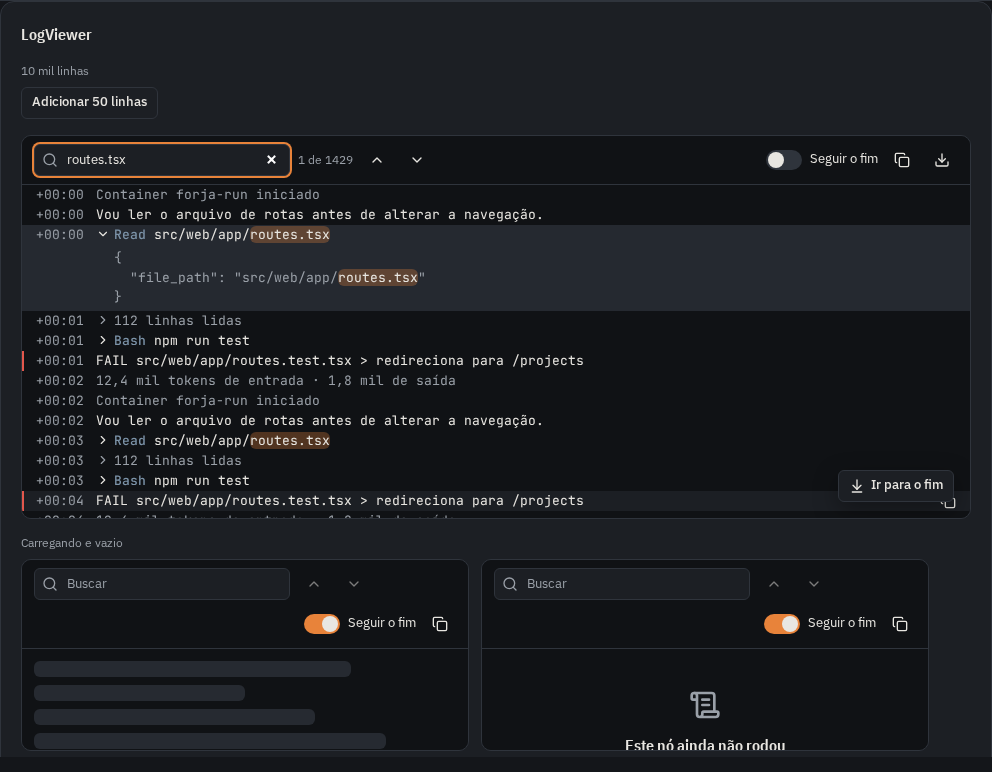 LogViewer
10 mil linhas
Adicionar 50 linhas
routes.tsx
1 de 1429
Seguir o fim
+00:00 Container forja-run iniciado
+00:00 Vou ler o arquivo de rotas antes de alterar a navegação.
+00:00 Read src/web/app/routes.tsx
{
"file_path": "src/web/app/routes.tsx"
}
+00:01 112 linhas lidas
+00:01 Bash npm run test
+00:01 FAIL src/web/app/routes.test.tsx > redireciona para /projects
+00:02 12,4 mil tokens de entrada · 1,8 mil de saída
+00:02 Container forja-run iniciado
+00:02 Vou ler o arquivo de rotas antes de alterar a navegação.
+00:03 Read src/web/app/routes.tsx
+00:03 112 linhas lidas
+00:03 Bash npm run test
Ir para o fim
+00:04 FAIL src/web/app/routes.test.tsx > redireciona para /projects
Carregando e vazio
Buscar
Seguir o fim
Buscar
Seguir o fim
Este nó ainda não rodou